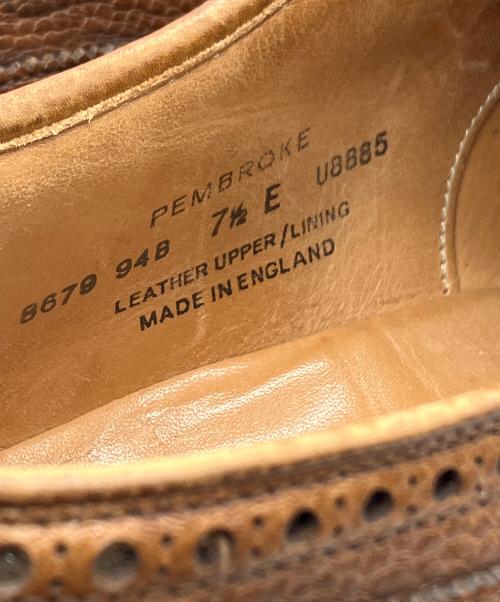 PEMBROKE
8679 94B 7½ E U8885
LEATHER UPPER/LINING
MADE IN ENGLAND